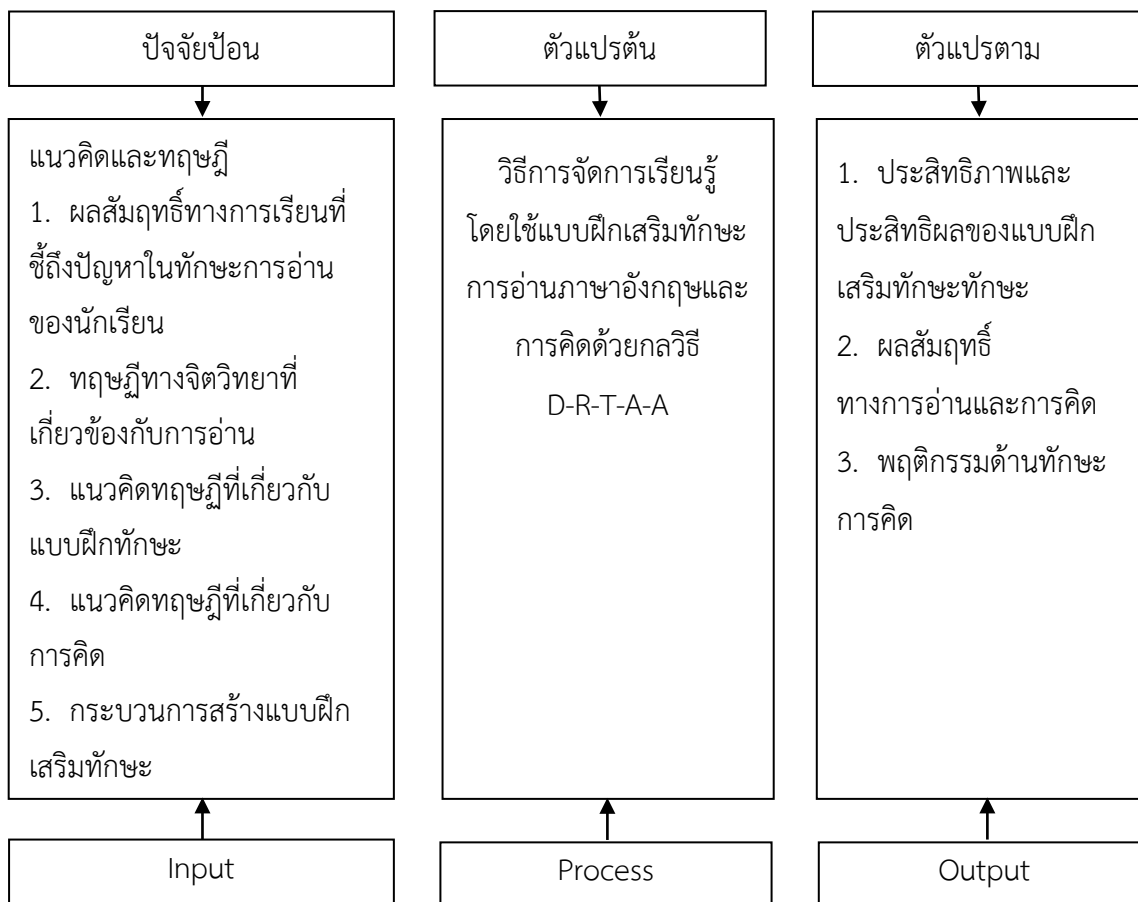 ปัจจัยป้อน
ตัวแปรต้น
ตัวแปรตาม
แนวคิดและทฤษฎี
1. ผลสัมฤทธิ์ทางการเรียนที่
ชี้ถึงปัญหาในทักษะการอ่าน
ของนักเรียน
2. ทฤษฏีทางจิตวิทยาที่
เกี่ยวข้องกับการอ่าน
3. แนวคิดทฤษฏีที่เกี่ยวกับ
แบบฝึกทักษะ
4. แนวคิดทฤษฎีที่เกี่ยวกับ
การคิด
5. กระบวนการสร้างแบบฝึก
เสริมทักษะ
วิธีการจัดการเรียนรู้
โดยใช้แบบฝึกเสริมทักษะ
การอ่านภาษาอังกฤษและ
การคิดด้วยกลวิธี
D-R-T-A-A
1. ประสิทธิภาพและ
ประสิทธิผลของแบบฝึก
เสริมทักษะทักษะ
2. ผลสัมฤทธิ์
ทางการอ่านและการคิด
3. พฤติกรรมด้านทักษะ
การคิด
Input
Process
Output